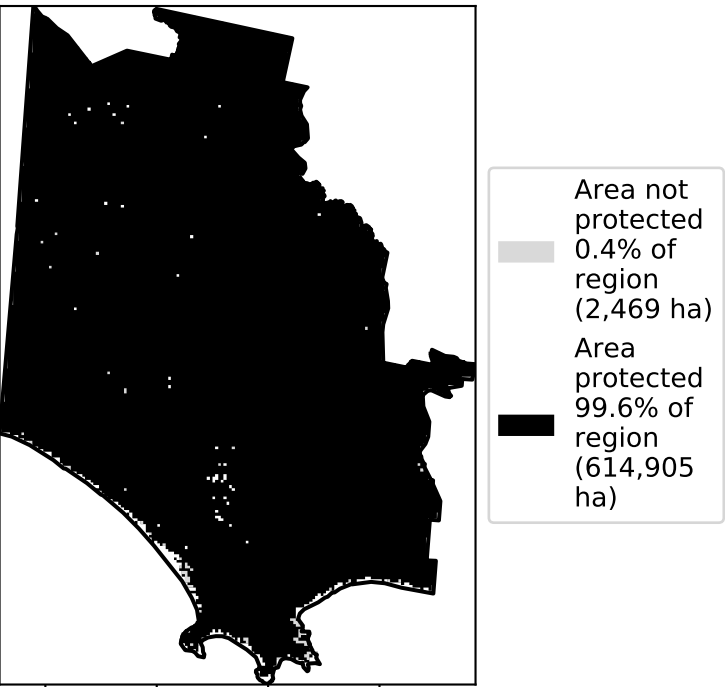 Area not
protected
0.4% of
region
(2,469 ha)
Area
protected
99.6% of
region
(614,905
ha)